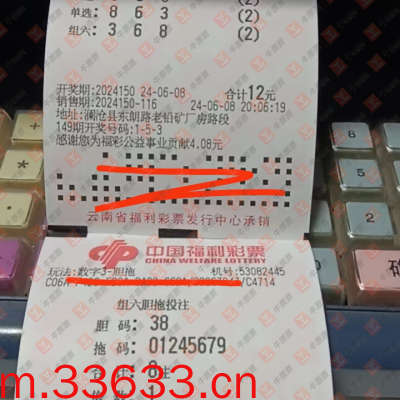 单选: 8 6 3 (2)
组六: 3 6 8 (2)
开奖期:2024150 24-06-08 合计12元
销售期:2024150-116 24-06-08 20:06:19
地址:澜沧县东朗路老铅矿厂房路段
149期开奖号码:1-5-3
感谢您为福彩公益事业贡献4.08元
云南省福利彩票发行中心承销
中国福利彩票
CHINA WELFARE LOTTERY
玩法:数字3-胆拖 机号:53082445
组六胆拖投注
胆 码: 38
拖 码: 01245679
合 计: 8注
m.33633.cn